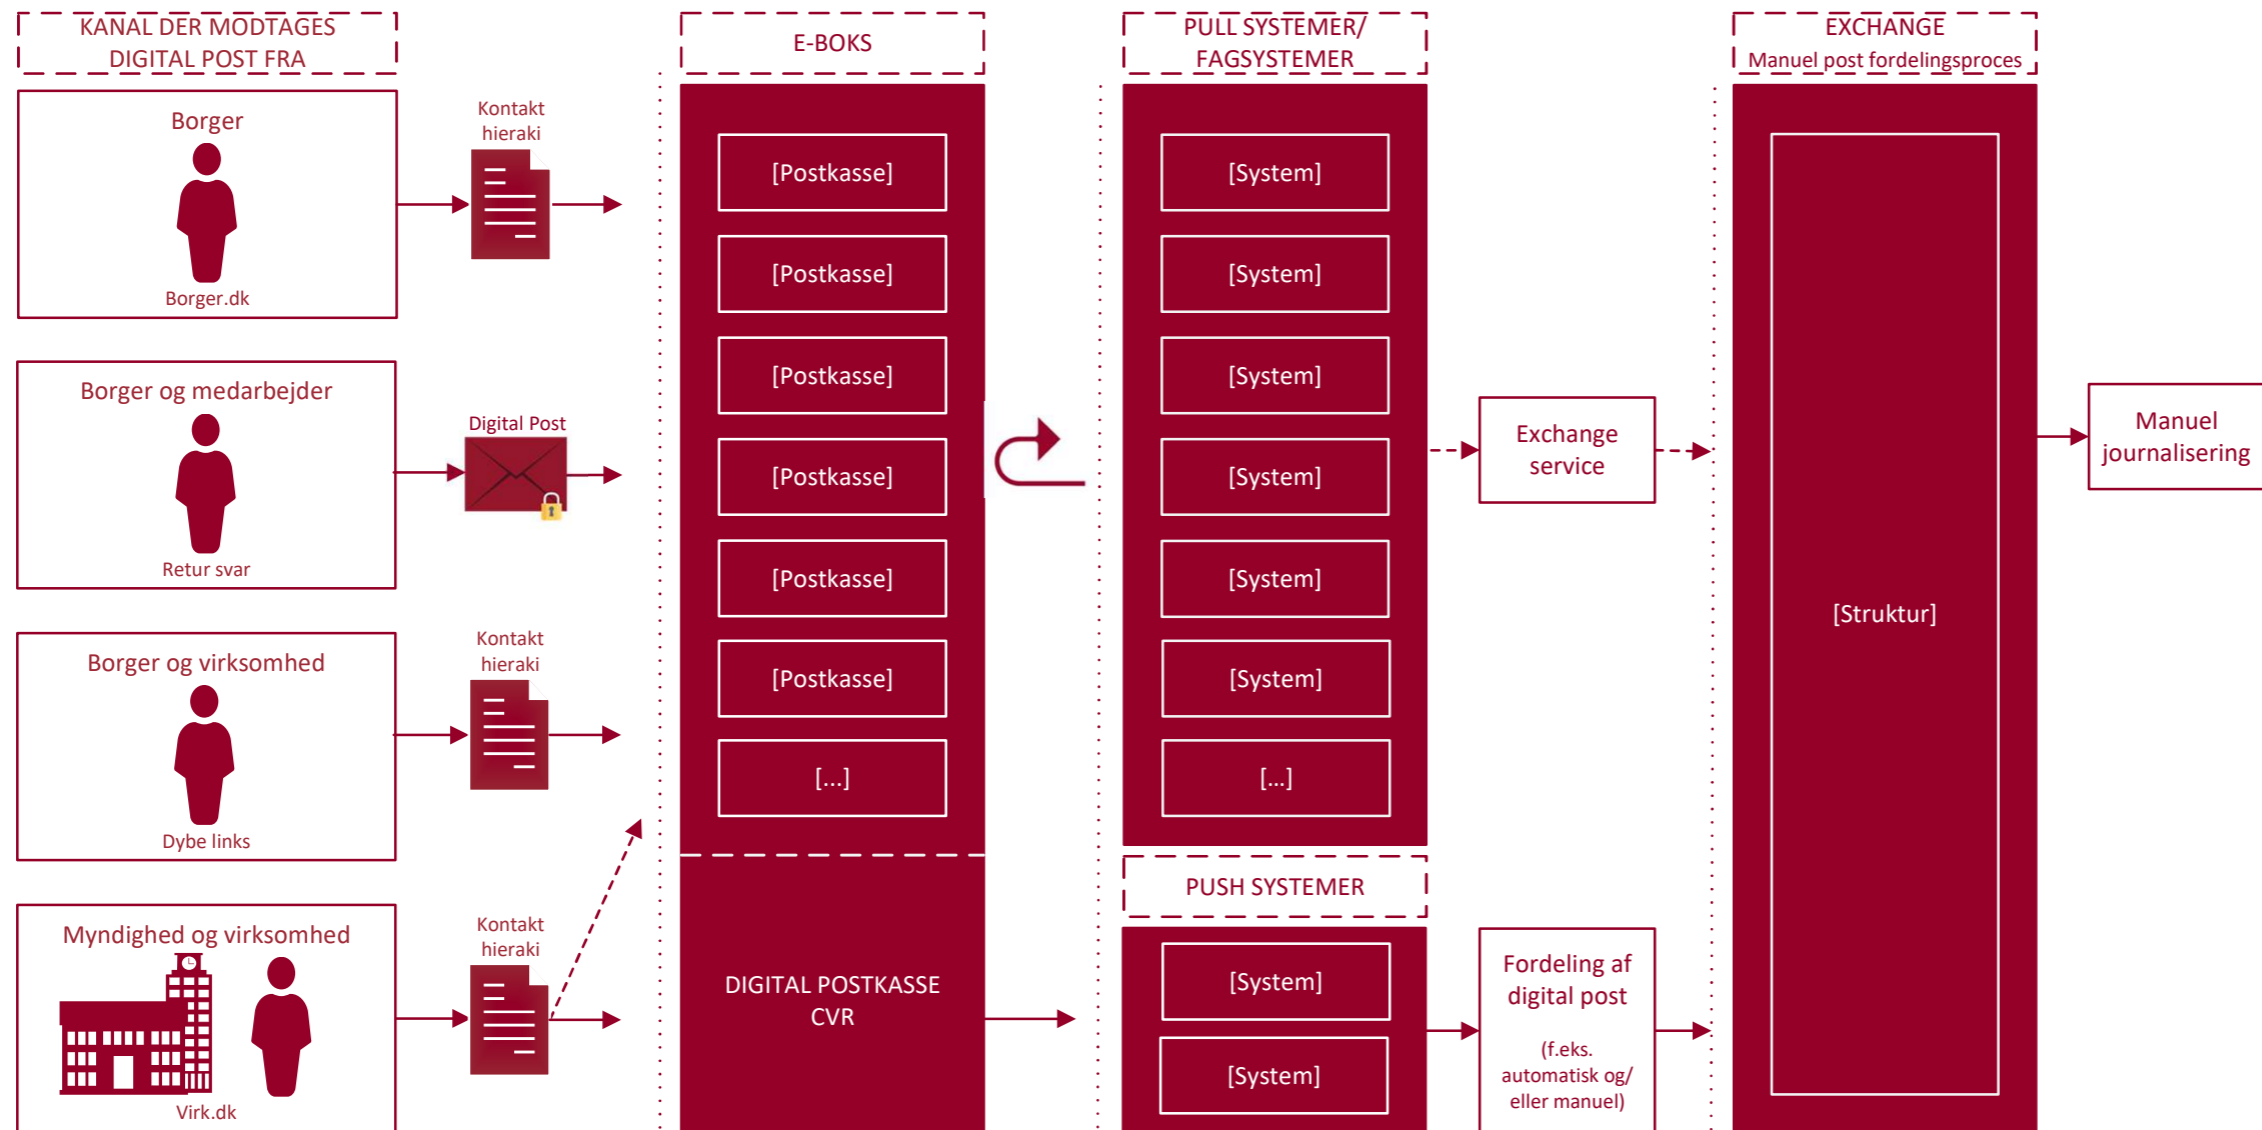 KANAL DER MODTAGES
DIGITAL POST FRA
Borger
Borger.dk
Kontakt
hieraki
Borger og medarbejder
Retur svar
Digital Post
Borger og virksomhed
Dybe links
Kontakt
hieraki
Myndighed og virksomhed
Virk.dk
Kontakt
hieraki
E-BOKS
[Postkasse]
[Postkasse]
[Postkasse]
[Postkasse]
[Postkasse]
[Postkasse]
[...]
DIGITAL POSTKASSE
CVR
PULL SYSTEMER/
FAGSYSTEMER
[System]
[System]
[System]
[System]
[System]
[System]
[...]
PUSH SYSTEMER
[System]
[System]
Exchange
service
Fordeling af
digital post
(f.eks.
automatisk og/
eller manuel)
EXCHANGE
Manuel post fordelingsproces
[Struktur]
Manuel
journalisering